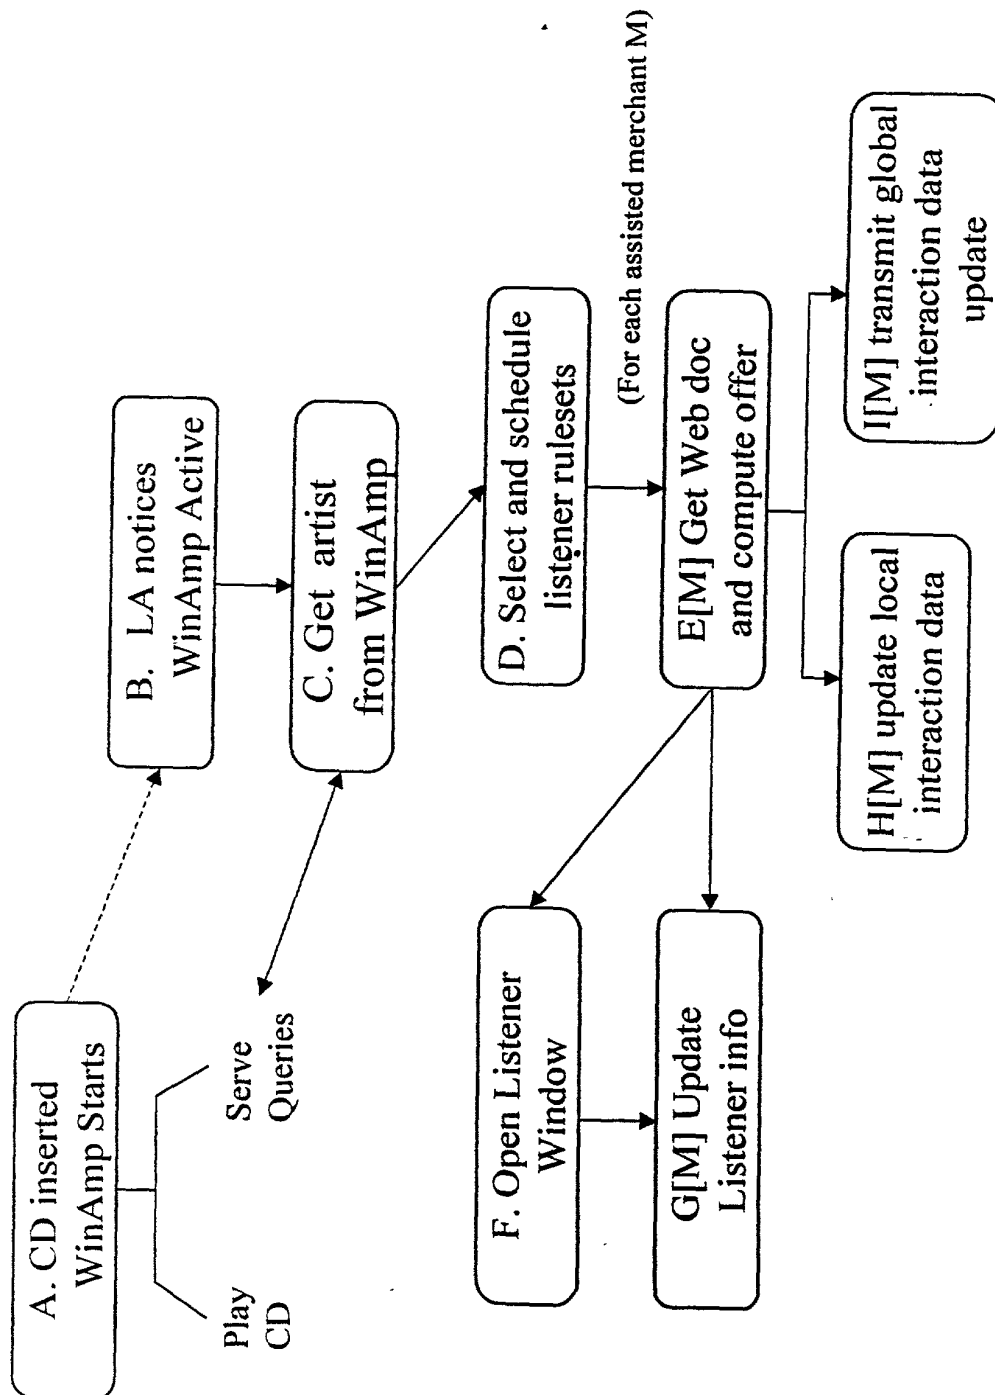 A. CD inserted
WinAmp Starts
Play
CD
Serve
Queries
B. LA notices
WinAmp Active
C. Get artist
from WinAmp
D. Select and schedule
listener rulesets
(For each assisted merchant M)
E[M] Get Web doc
and compute offer
F. Open Listener
Window
G[M] Update
Listener info
H[M] update local
interaction data
I[M] transmit global
interaction data
update